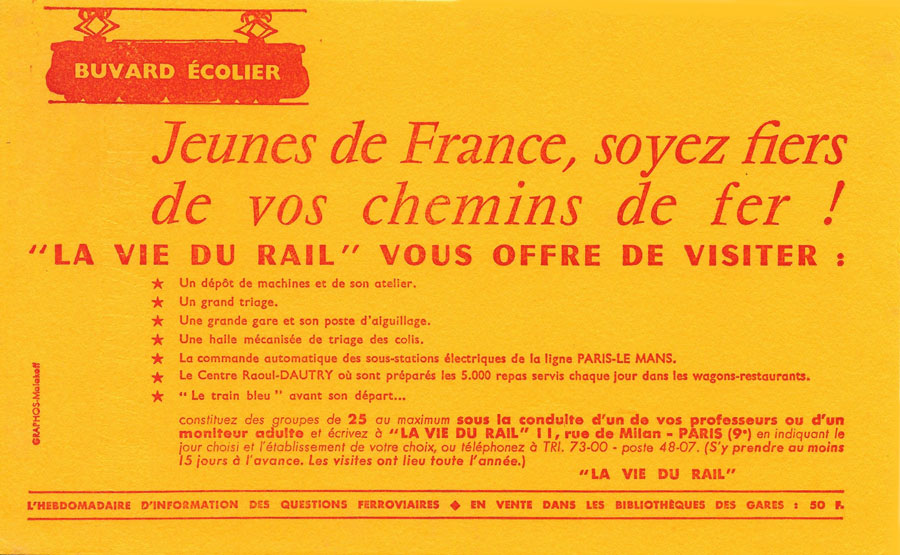 BUVARD ÉCOLIER
Jeunes de France, soyez fiers
de vos chemins de fer !
"LA VIE DU RAIL" VOUS OFFRE DE VISITER :
★ Un dépôt de machines et de son atelier.
★ Un grand triage.
★ Une grande gare et son poste d'aiguillage.
★ Une halle mécanisée de triage des colis.
★ La commande automatique des sous-stations électriques de la ligne PARIS-LE MANS.
★ Le Centre Raoul-DAUTRY où sont préparés les 5.000 repas servis chaque jour dans les wagons-restaurants.
★ " Le train bleu " avant son départ...
constituez des groupes de 25 au maximum sous la conduite d'un de vos professeurs ou d'un
moniteur adulte et écrivez à "LA VIE DU RAIL" 11, rue de Milan - PARIS (9e) en indiquant le
jour choisi et l'établissement de votre choix, ou téléphonez à TRI. 73-00 - poste 48-07. (S'y prendre au moins
15 jours à l'avance. Les visites ont lieu toute l'année.)
"LA VIE DU RAIL"
GRAPHOS-Malakoff
L'HEBDOMADAIRE D'INFORMATION DES QUESTIONS FERROVIAIRES ◆ EN VENTE DANS LES BIBLIOTHÈQUES DES GARES : 50 F.